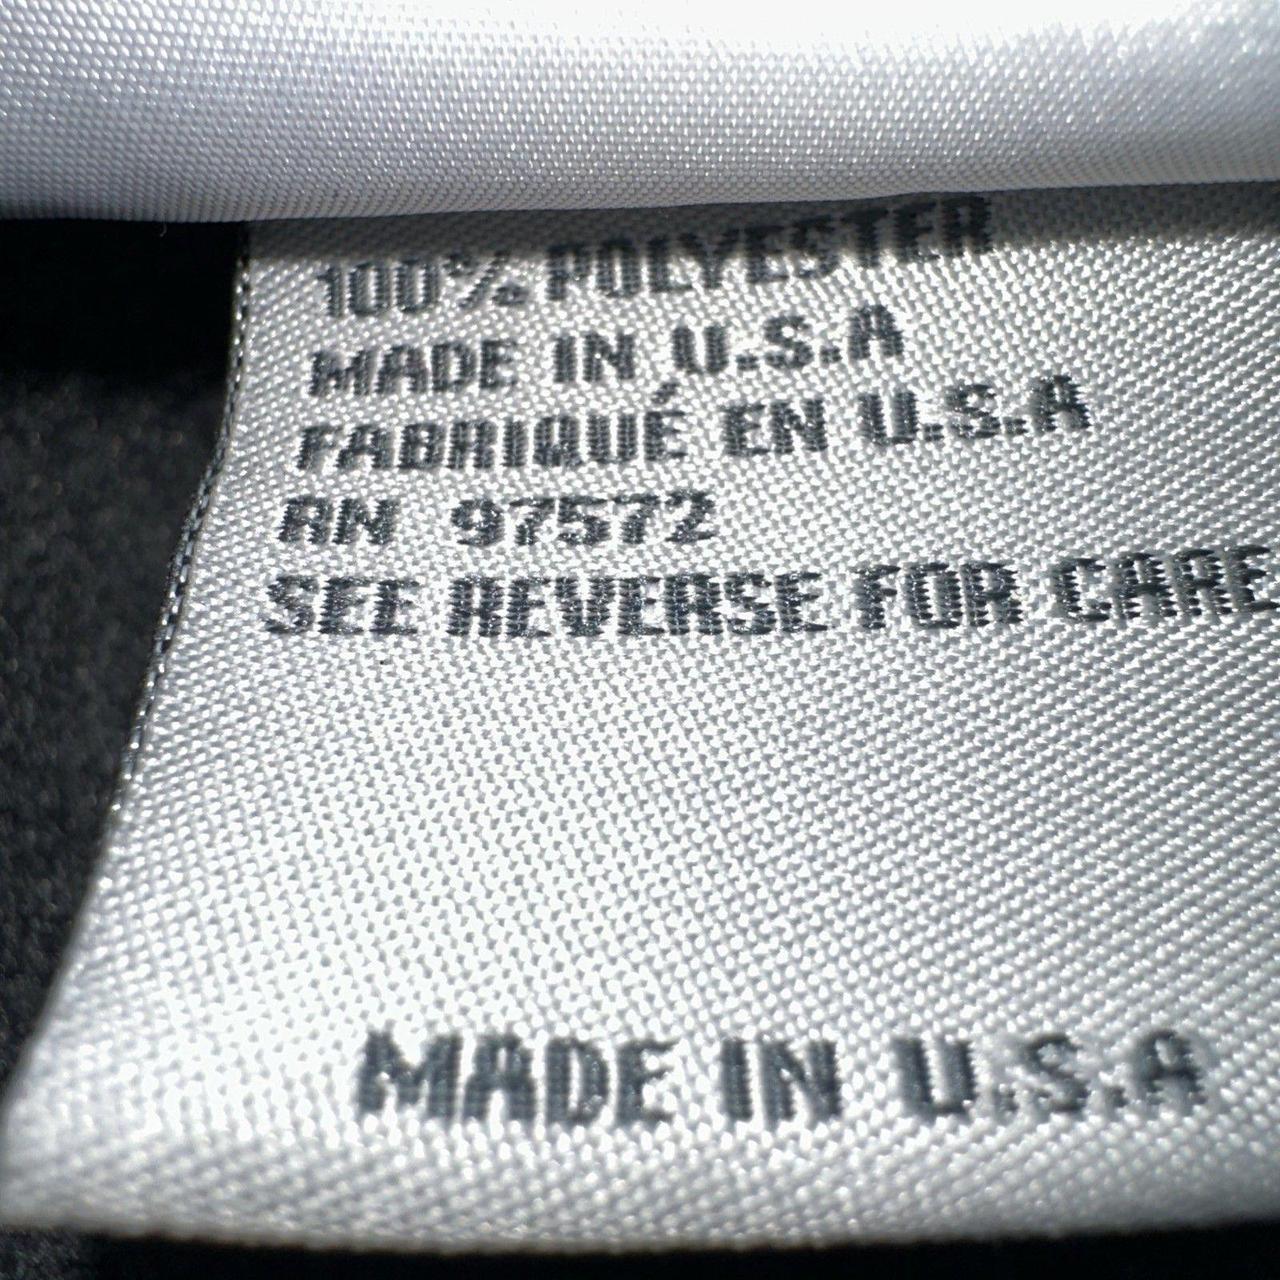 100% POLYESTER
MADE IN U.S.A
FABRIQUÉ EN U.S.A
RN 97572
SEE REVERSE FOR CARE
MADE IN U.S.A